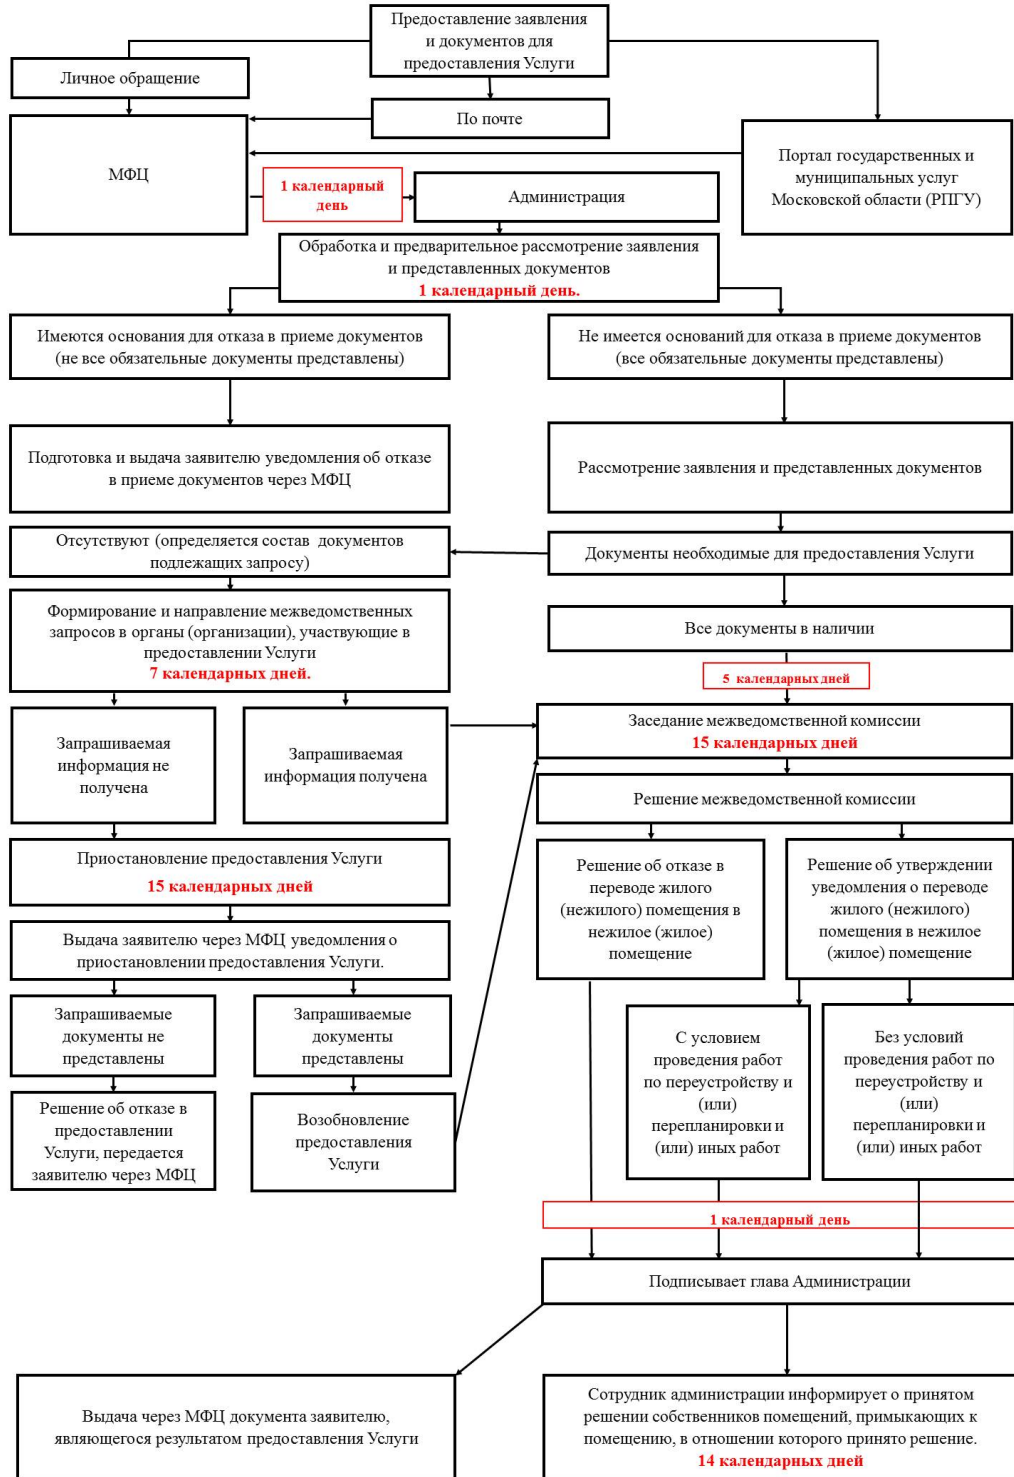 Предоставление заявления
и документов для
предоставления Услуги
Личное обращение
По почте
МФЦ
Портал государственных и
муниципальных услуг
Московской области (РПГУ)
1 календарный
день
Администрация
Обработка и предварительное рассмотрение заявления
и представленных документов
1 календарный день.
Имеются основания для отказа в приеме документов
(не все обязательные документы представлены)
Не имеется оснований для отказа в приеме документов
(все обязательные документы представлены)
Подготовка и выдача заявителю уведомления об отказе
в приеме документов через МФЦ
Рассмотрение заявления и представленных документов
Отсутствуют (определяется состав документов
подлежащих запросу)
Документы необходимые для предоставления Услуги
Формирование и направление межведомственных
запросов в органы (организации), участвующие в
предоставлении Услуги
7 календарных дней.
Все документы в наличии
5 календарных дней
Запрашиваемая
информация не
получена
Запрашиваемая
информация получена
Заседание межведомственной комиссии
15 календарных дней
Решение межведомственной комиссии
Приостановление предоставления Услуги
15 календарных дней
Решение об отказе в
переводе жилого
(нежилого) помещения в
нежилое (жилое)
помещение
Решение об утверждении
уведомления о переводе
жилого (нежилого)
помещения в нежилое
(жилое) помещение
Выдача заявителю через МФЦ уведомления о
приостановлении предоставления Услуги.
Запрашиваемые
документы не
представлены
Запрашиваемые
документы
представлены
С условием
проведения работ
по переустройству и
(или)
перепланировки и
(или) иных работ
Без условий
проведения работ по
переустройству и
(или)
перепланировки и
(или) иных работ
Решение об отказе в
предоставлении
Услуги, передается
заявителю через МФЦ
Возобновление
предоставления
Услуги
1 календарный день
Подписывает глава Администрации
Выдача через МФЦ документа заявителю,
являющегося результатом предоставления Услуги
Сотрудник администрации информирует о принятом
решении собственников помещений, примыкающих к
помещению, в отношении которого принято решение.
14 календарных дней